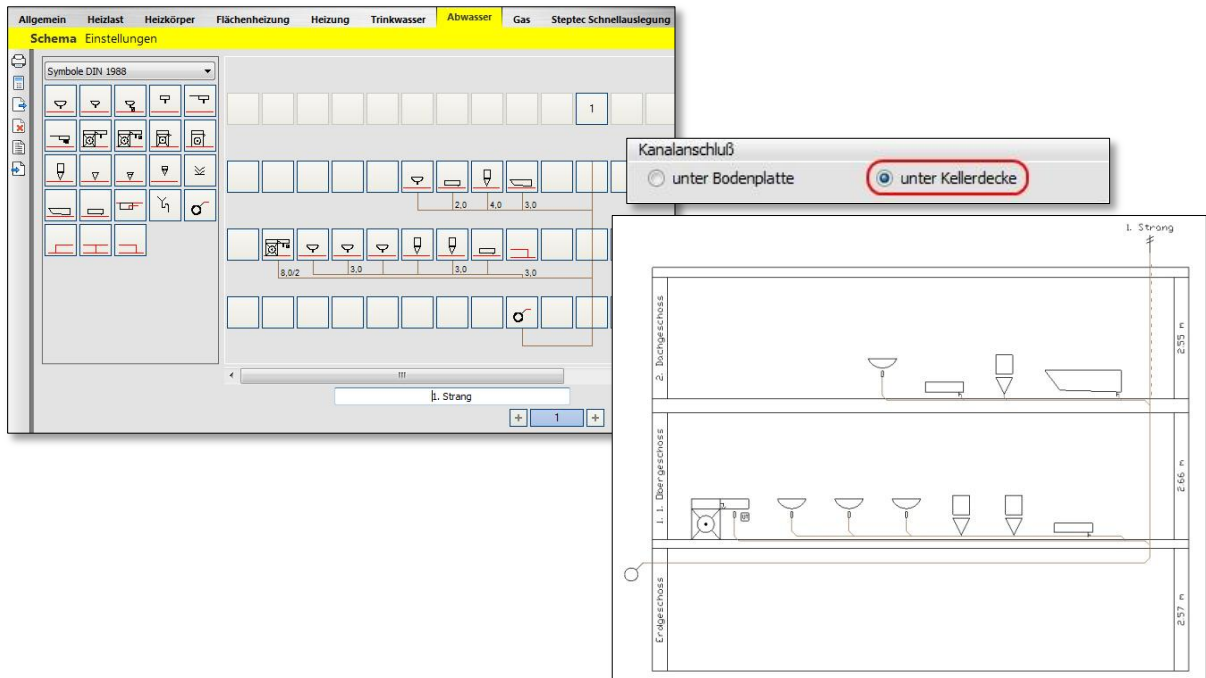 Allgemein Heizlast Heizkörper Flächenheizung Heizung Trinkwasser Abwasser Gas Steptec Schnellauslegung
Schema Einstellungen
Symbole DIN 1988
1
2,0 4,0 3,0
8,0/2 3,0 3,0 3,0
1. Strang
+ 1 +
Kanalanschluß
unter Bodenplatte unter Kellerdecke
1. Strang
2. Dachgeschoss
2.55 m
1. 1. Obergeschoss
2.66 m
Erdgeschoss
2.57 m